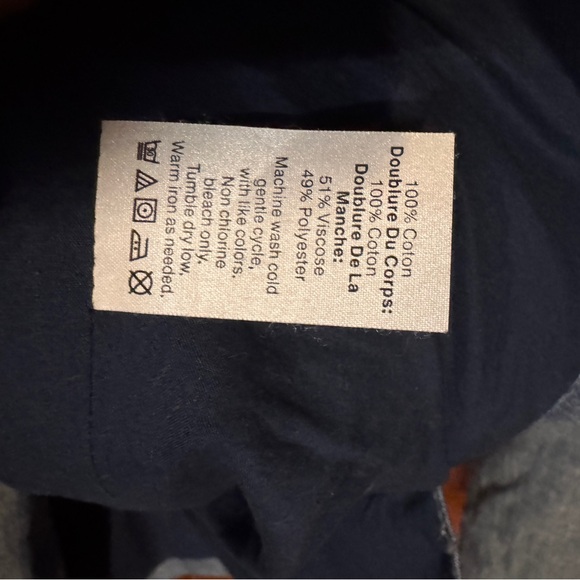 100% Coton
Doublure Du Corps:
100% Coton
Doublure De La
Manche:
51% Viscose
49% Polyester
Machine wash cold
gentle cycle,
with like colors.
Non chlorine
bleach only.
Tumble dry low.
Warm iron as needed.
30